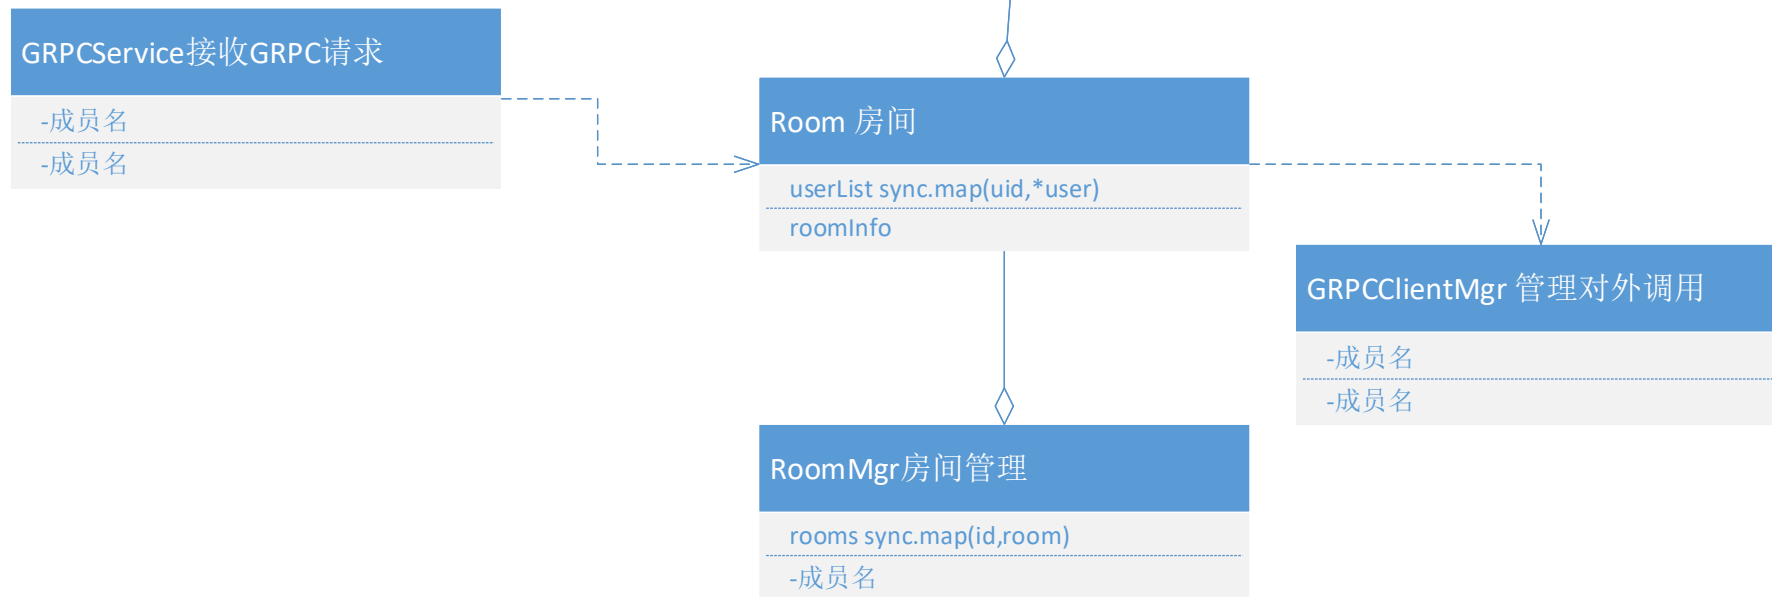 GRPCService接收GRPC请求
-成员名
-成员名
Room 房间
userList sync.map(uid,*user)
roomInfo
GRPCClientMgr 管理对外调用
-成员名
-成员名
RoomMgr房间管理
rooms sync.map(id,room)
-成员名